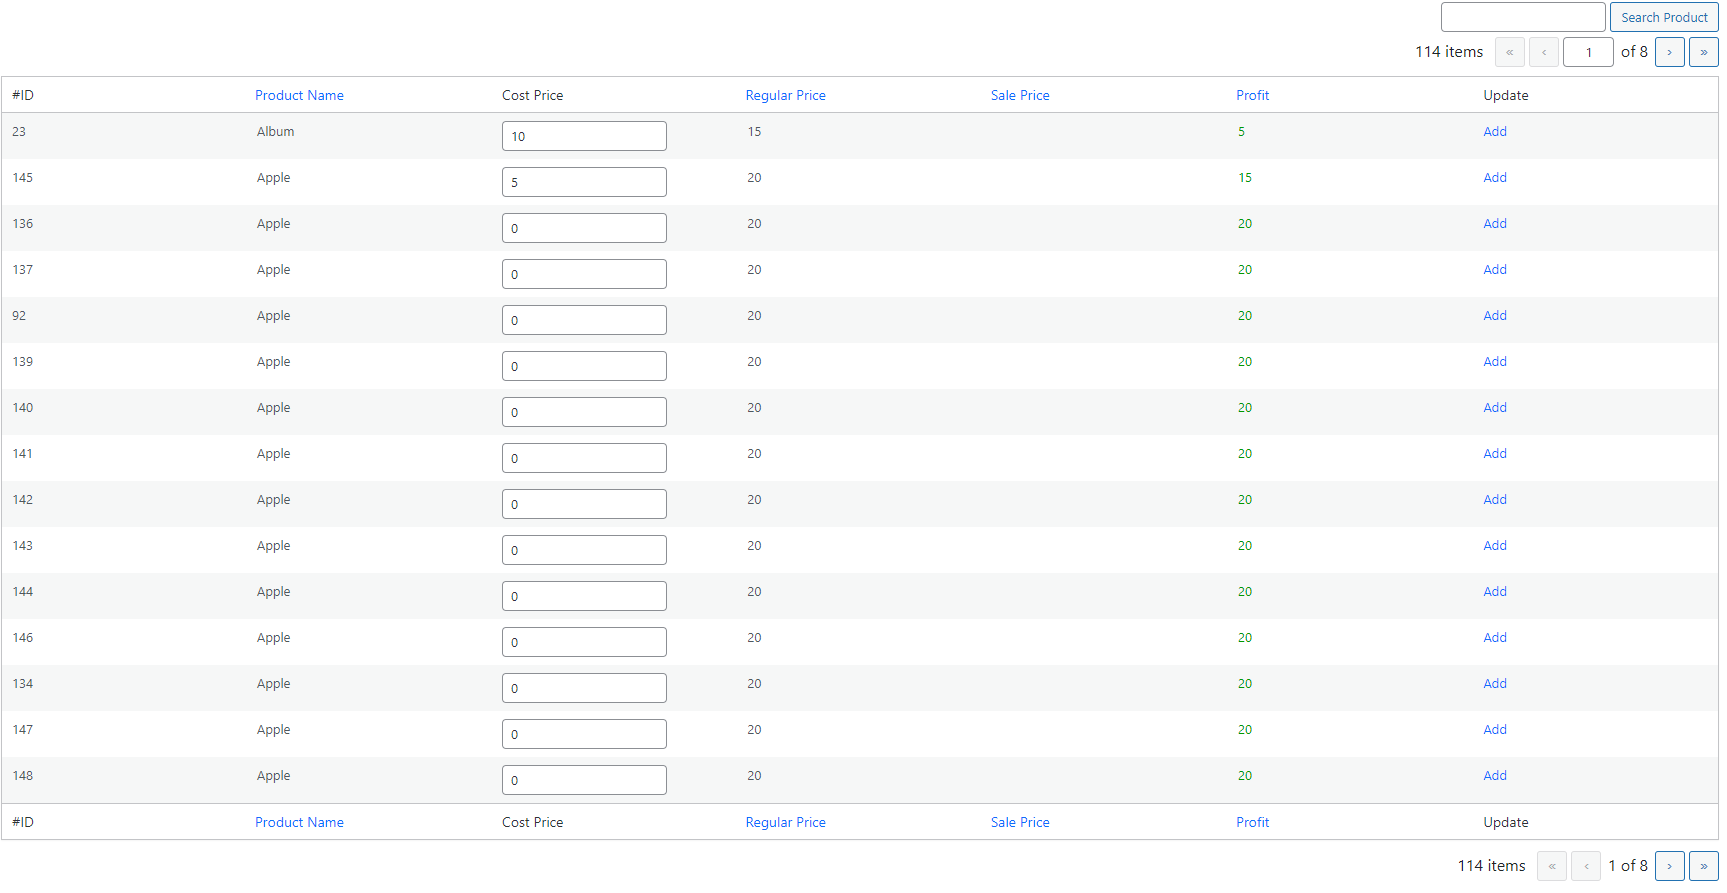 Search Product
114 items « ‹ 1 of 8 › »
#ID Product Name Cost Price Regular Price Sale Price Profit Update
23 Album 10 15 5 Add
145 Apple 5 20 15 Add
136 Apple 0 20 20 Add
137 Apple 0 20 20 Add
92 Apple 0 20 20 Add
139 Apple 0 20 20 Add
140 Apple 0 20 20 Add
141 Apple 0 20 20 Add
142 Apple 0 20 20 Add
143 Apple 0 20 20 Add
144 Apple 0 20 20 Add
146 Apple 0 20 20 Add
134 Apple 0 20 20 Add
147 Apple 0 20 20 Add
148 Apple 0 20 20 Add
#ID Product Name Cost Price Regular Price Sale Price Profit Update
114 items « ‹ 1 of 8 › »